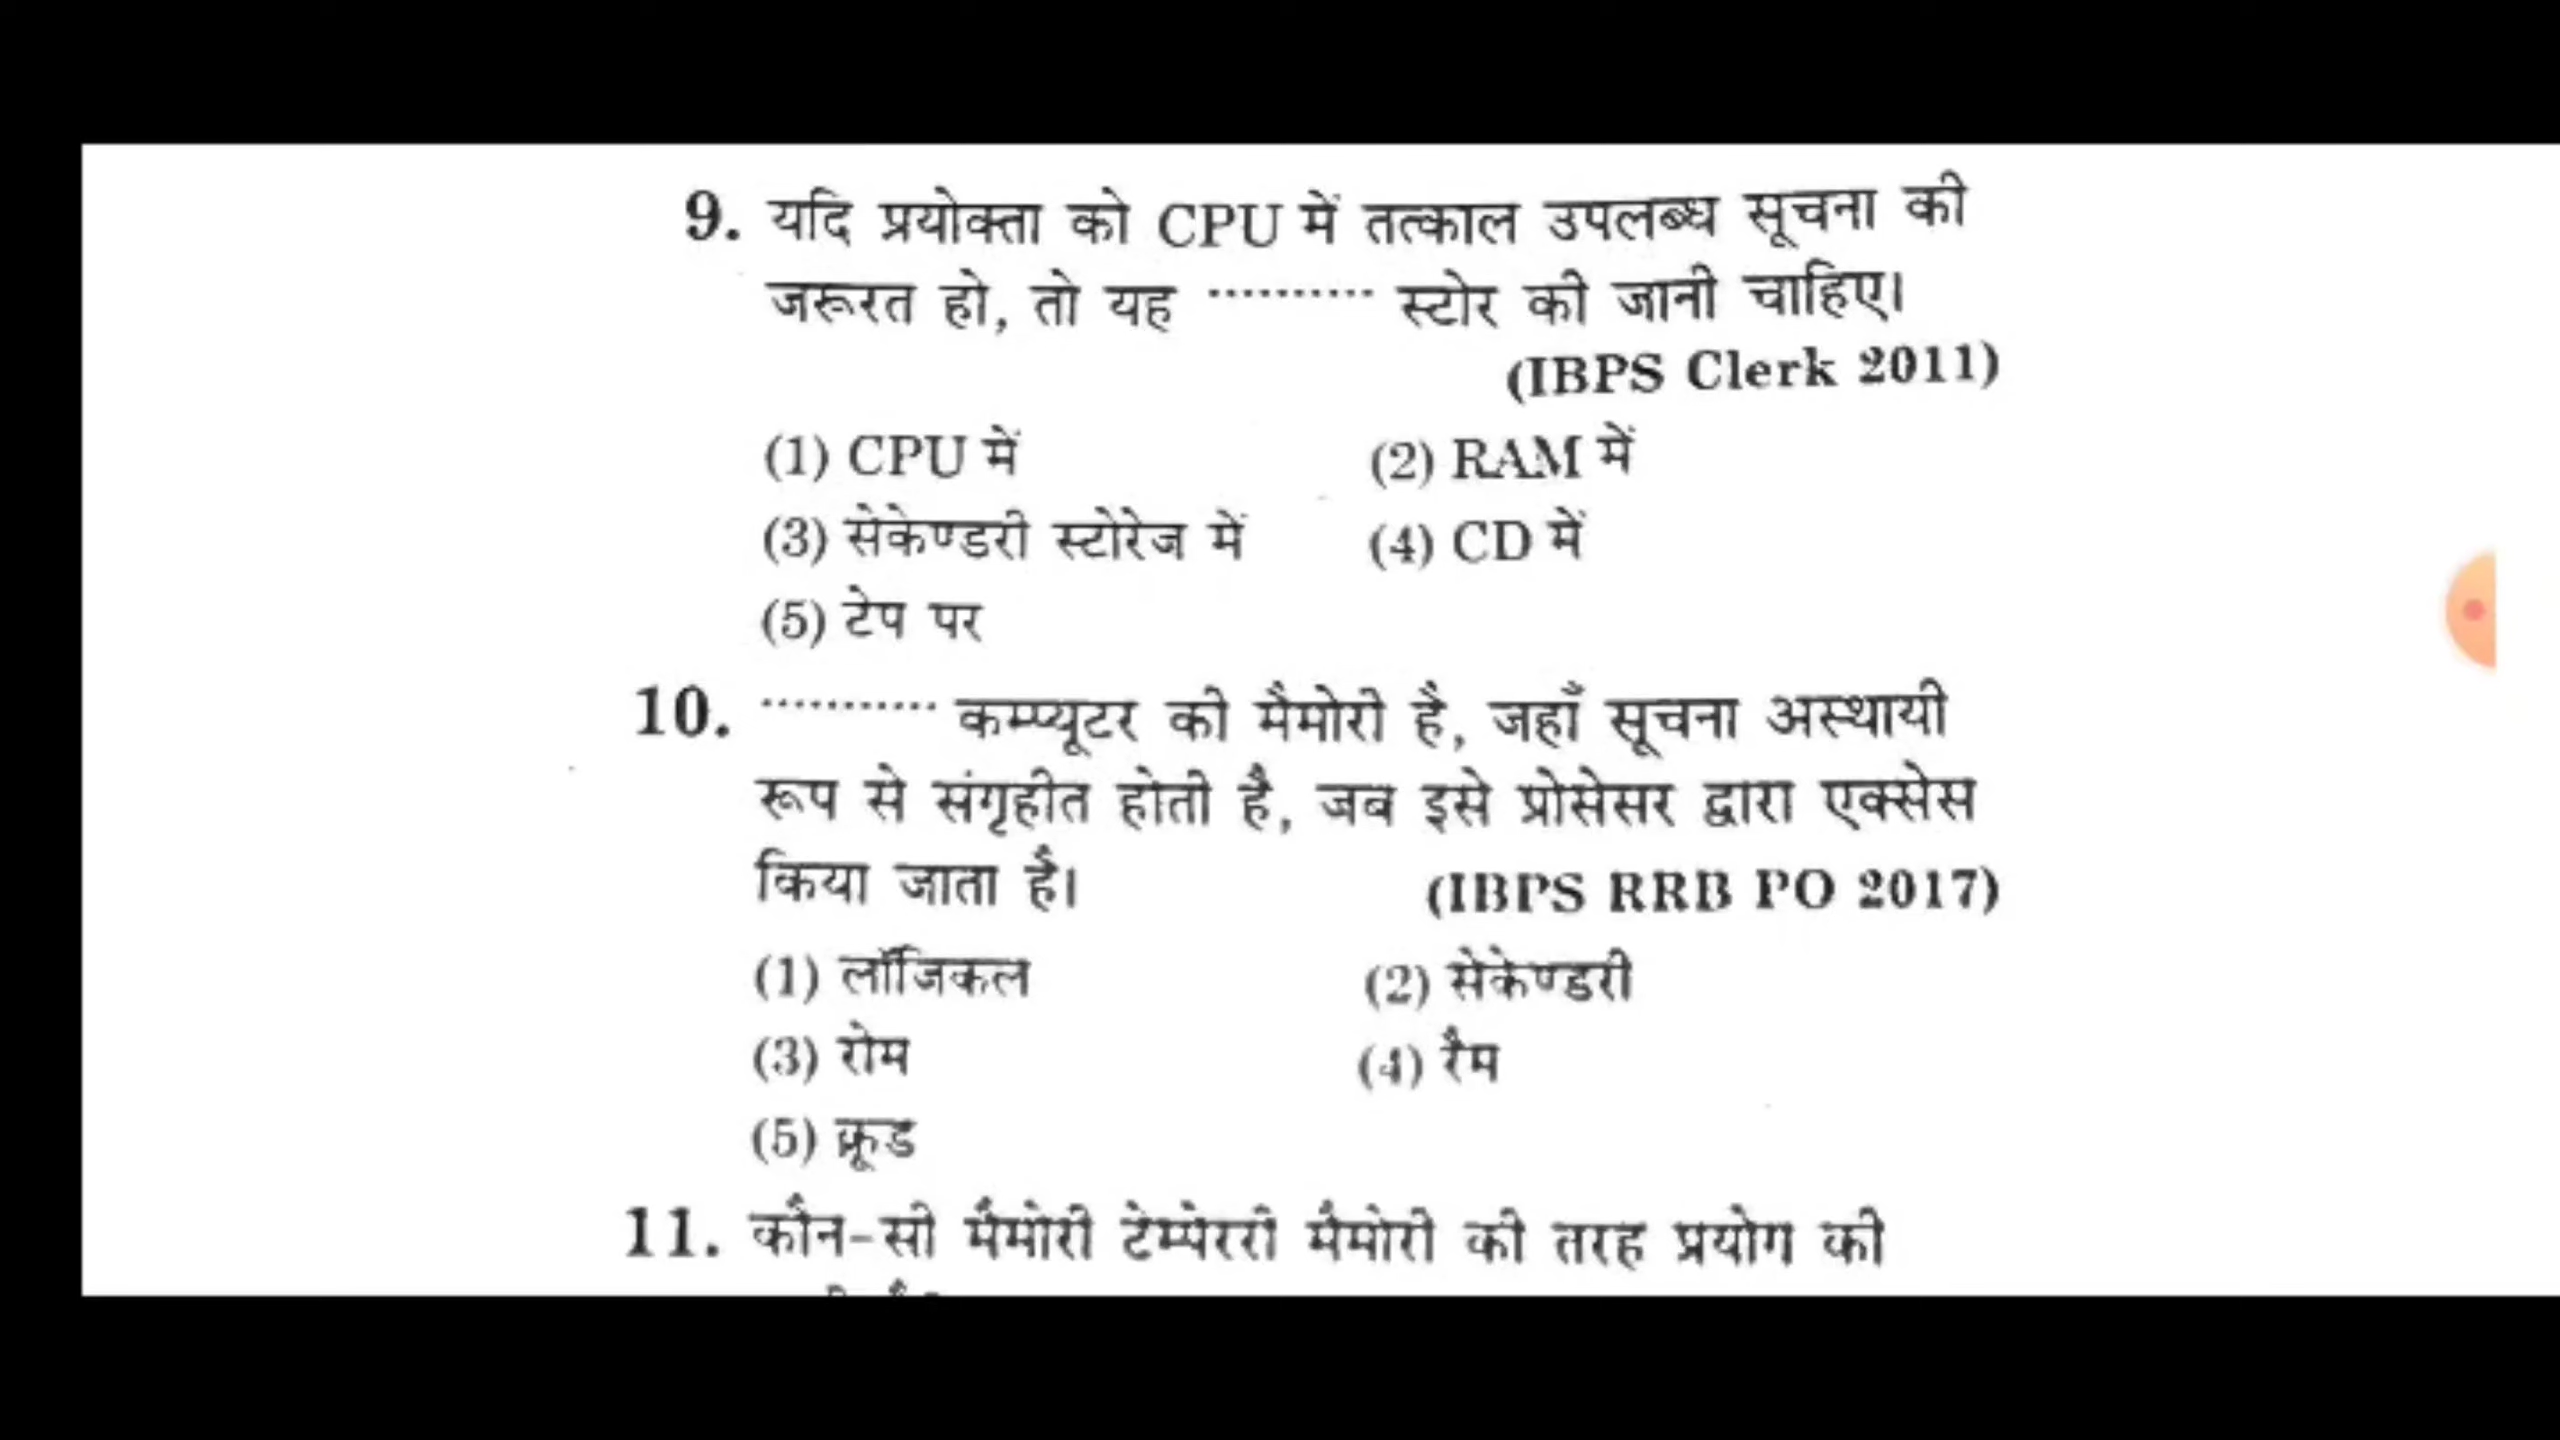 9. यदि प्रयोक्ता को CPU में तत्काल उपलब्ध सूचना की
जरूरत हो, तो यह ·········· स्टोर की जानी चाहिए।
(IBPS Clerk 2011)
(1) CPU में (2) RAM में
(3) सेकेण्डरी स्टोरेज में (4) CD में
(5) टेप पर
10. ··········· कम्प्यूटर की मैमोरी है, जहाँ सूचना अस्थायी
रूप से संगृहीत होती है, जब इसे प्रोसेसर द्वारा एक्सेस
किया जाता है। (IBPS RRB PO 2017)
(1) लॉजिकल (2) सेकेण्डरी
(3) रोम (4) रैम
(5) क्रूड
11. कौन-सी मैमोरी टेम्पेररी मैमोरी की तरह प्रयोग की